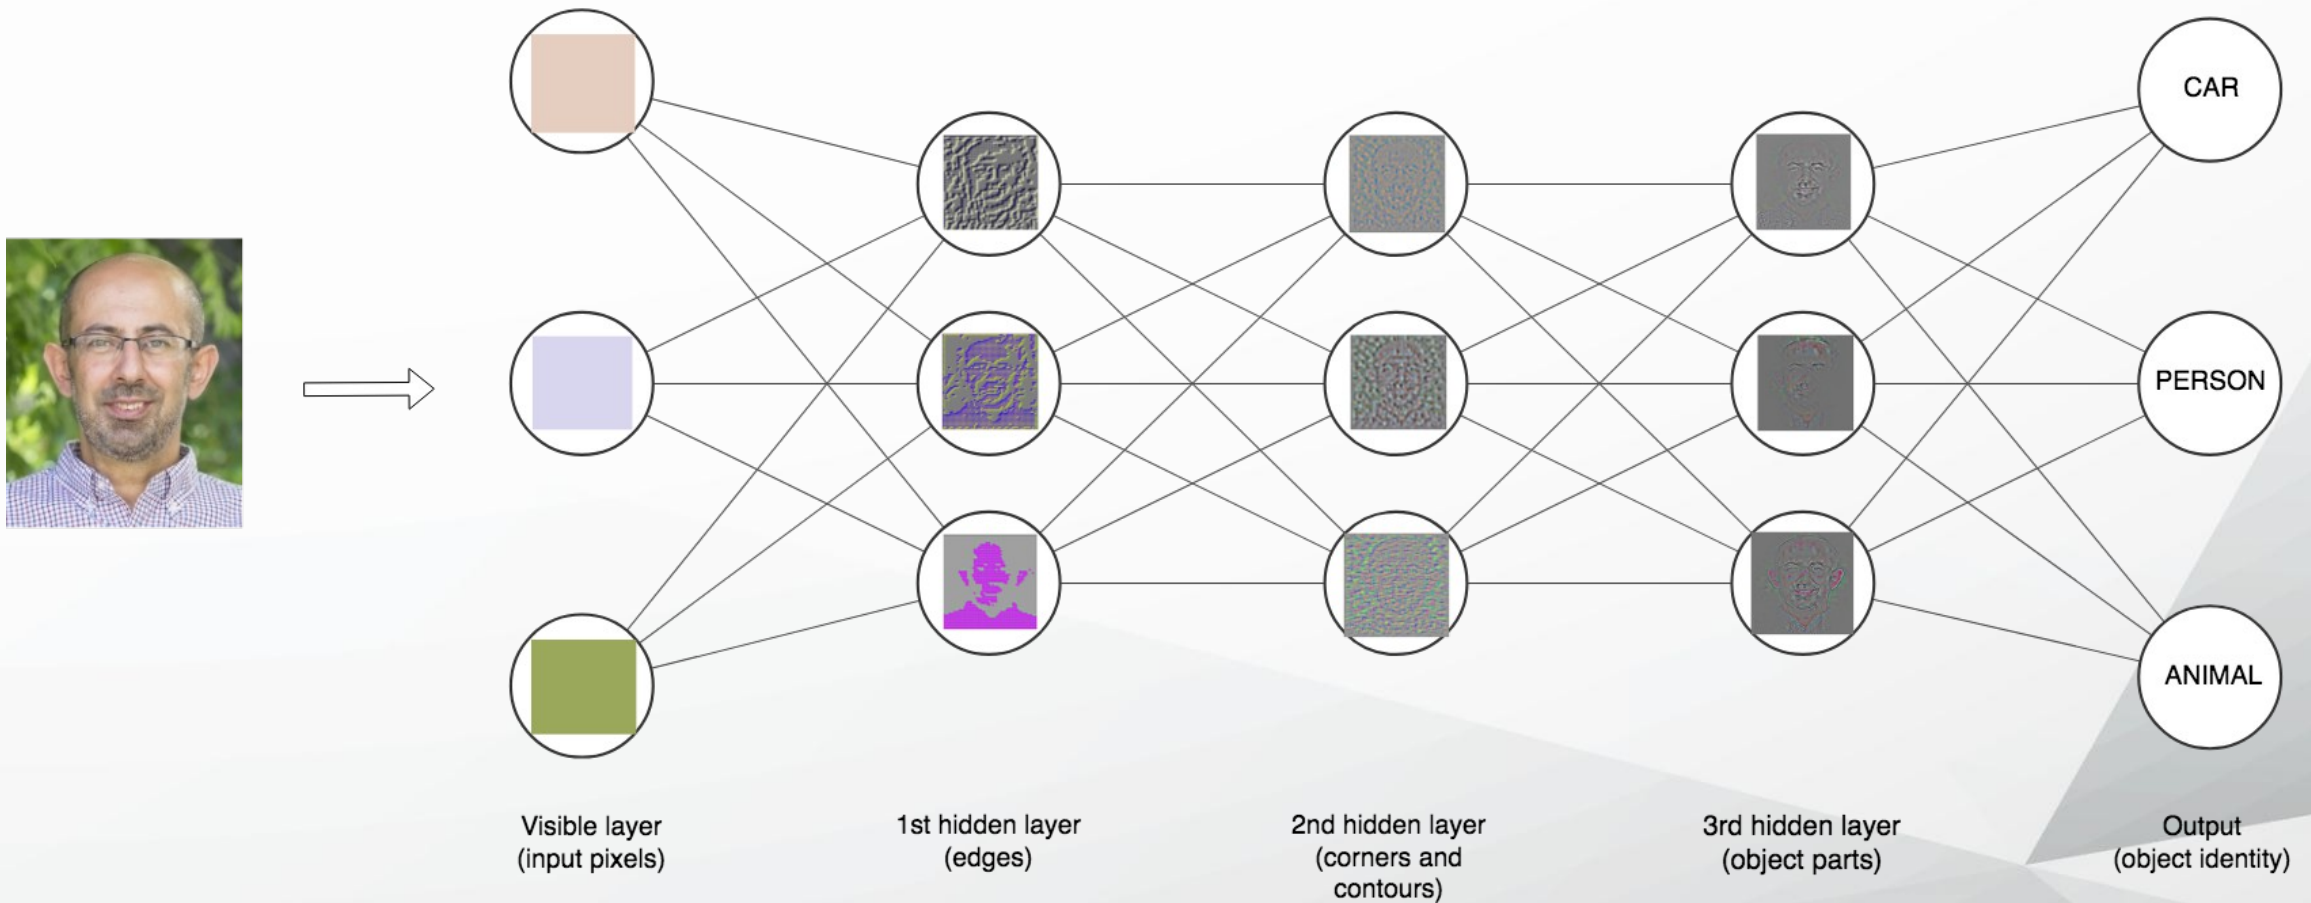 CAR
PERSON
ANIMAL
Visible layer
(input pixels)
1st hidden layer
(edges)
2nd hidden layer
(corners and
contours)
3rd hidden layer
(object parts)
Output
(object identity)